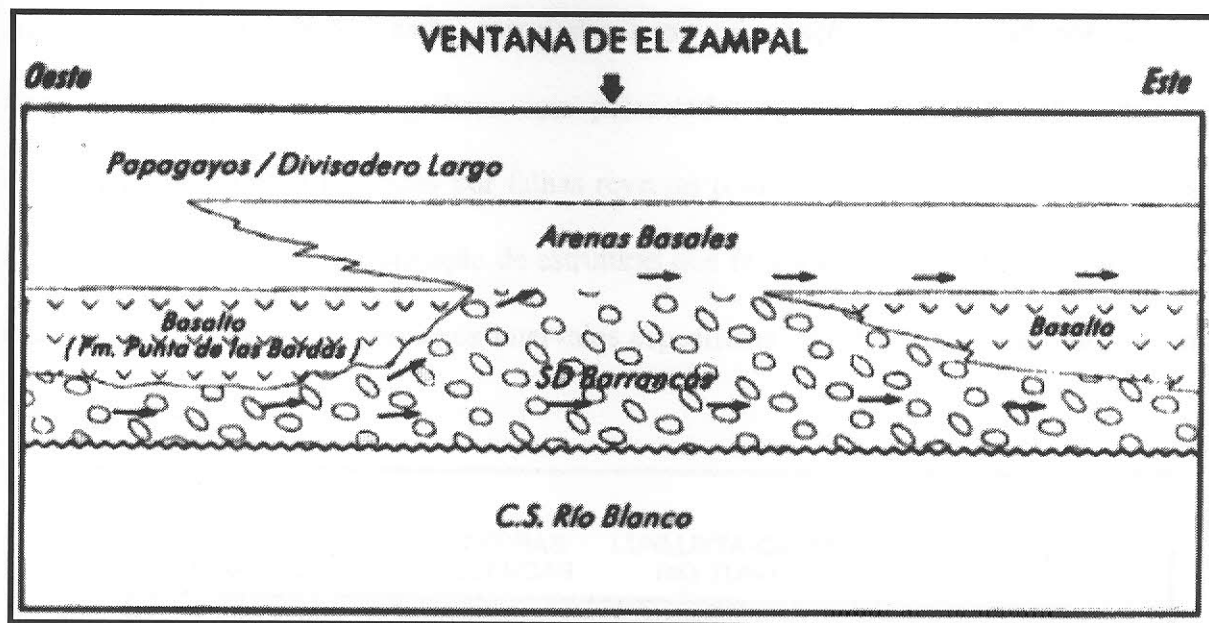 VENTANA DE EL ZAMPAL
Oeste
Este
Papagayos / Divisadero Largo
Arenas Basales
Basalto
( Fm. Punta de las Bardas )
Basalto
SD Barrancas
C.S. Río Blanco